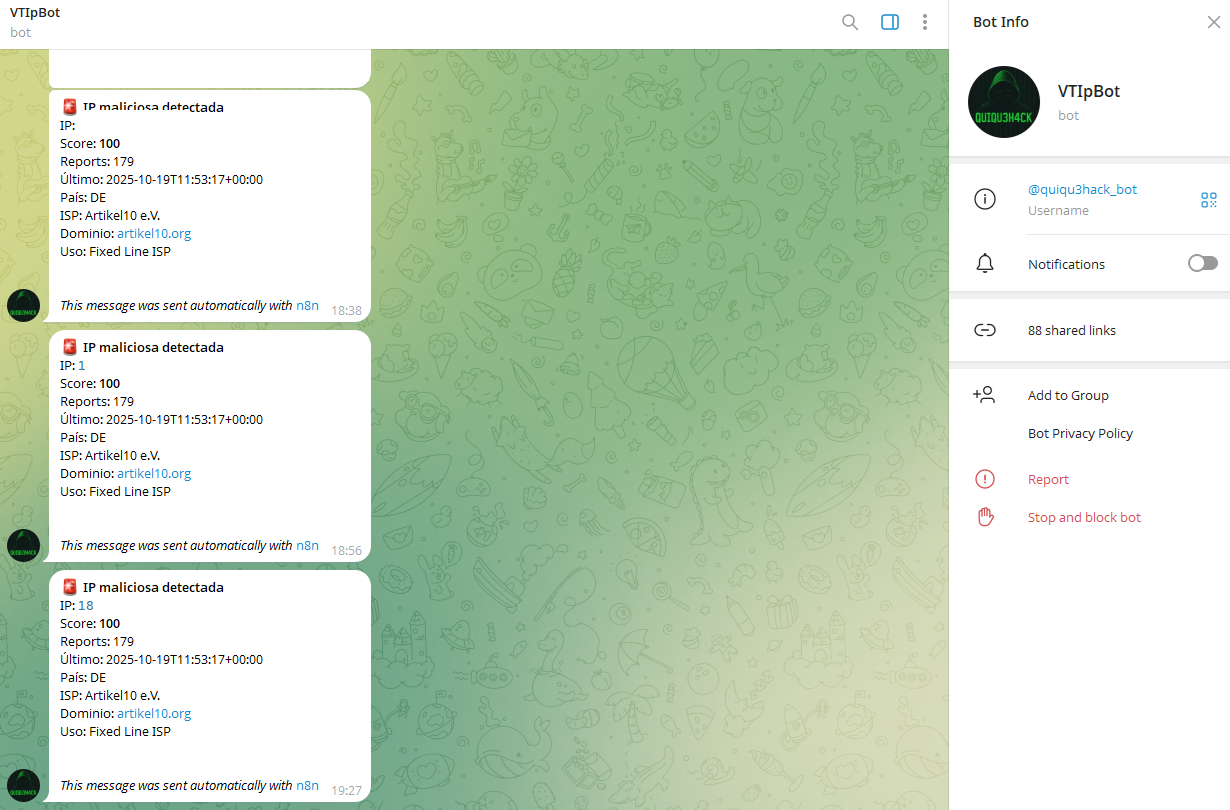 VTIpBot
bot
🚨 IP maliciosa detectada
IP:
Score: 100
Reports: 179
Último: 2025-10-19T11:53:17+00:00
País: DE
ISP: Artikel10 e.V.
Dominio: artikel10.org
Uso: Fixed Line ISP
This message was sent automatically with n8n
18:38
🚨 IP maliciosa detectada
IP: 1
Score: 100
Reports: 179
Último: 2025-10-19T11:53:17+00:00
País: DE
ISP: Artikel10 e.V.
Dominio: artikel10.org
Uso: Fixed Line ISP
This message was sent automatically with n8n
18:56
🚨 IP maliciosa detectada
IP: 18
Score: 100
Reports: 179
Último: 2025-10-19T11:53:17+00:00
País: DE
ISP: Artikel10 e.V.
Dominio: artikel10.org
Uso: Fixed Line ISP
This message was sent automatically with n8n
19:27
Bot Info
QUIQU3H4CK
VTIpBot
bot
@quiqu3hack_bot
Username
Notifications
88 shared links
Add to Group
Bot Privacy Policy
Report
Stop and block bot